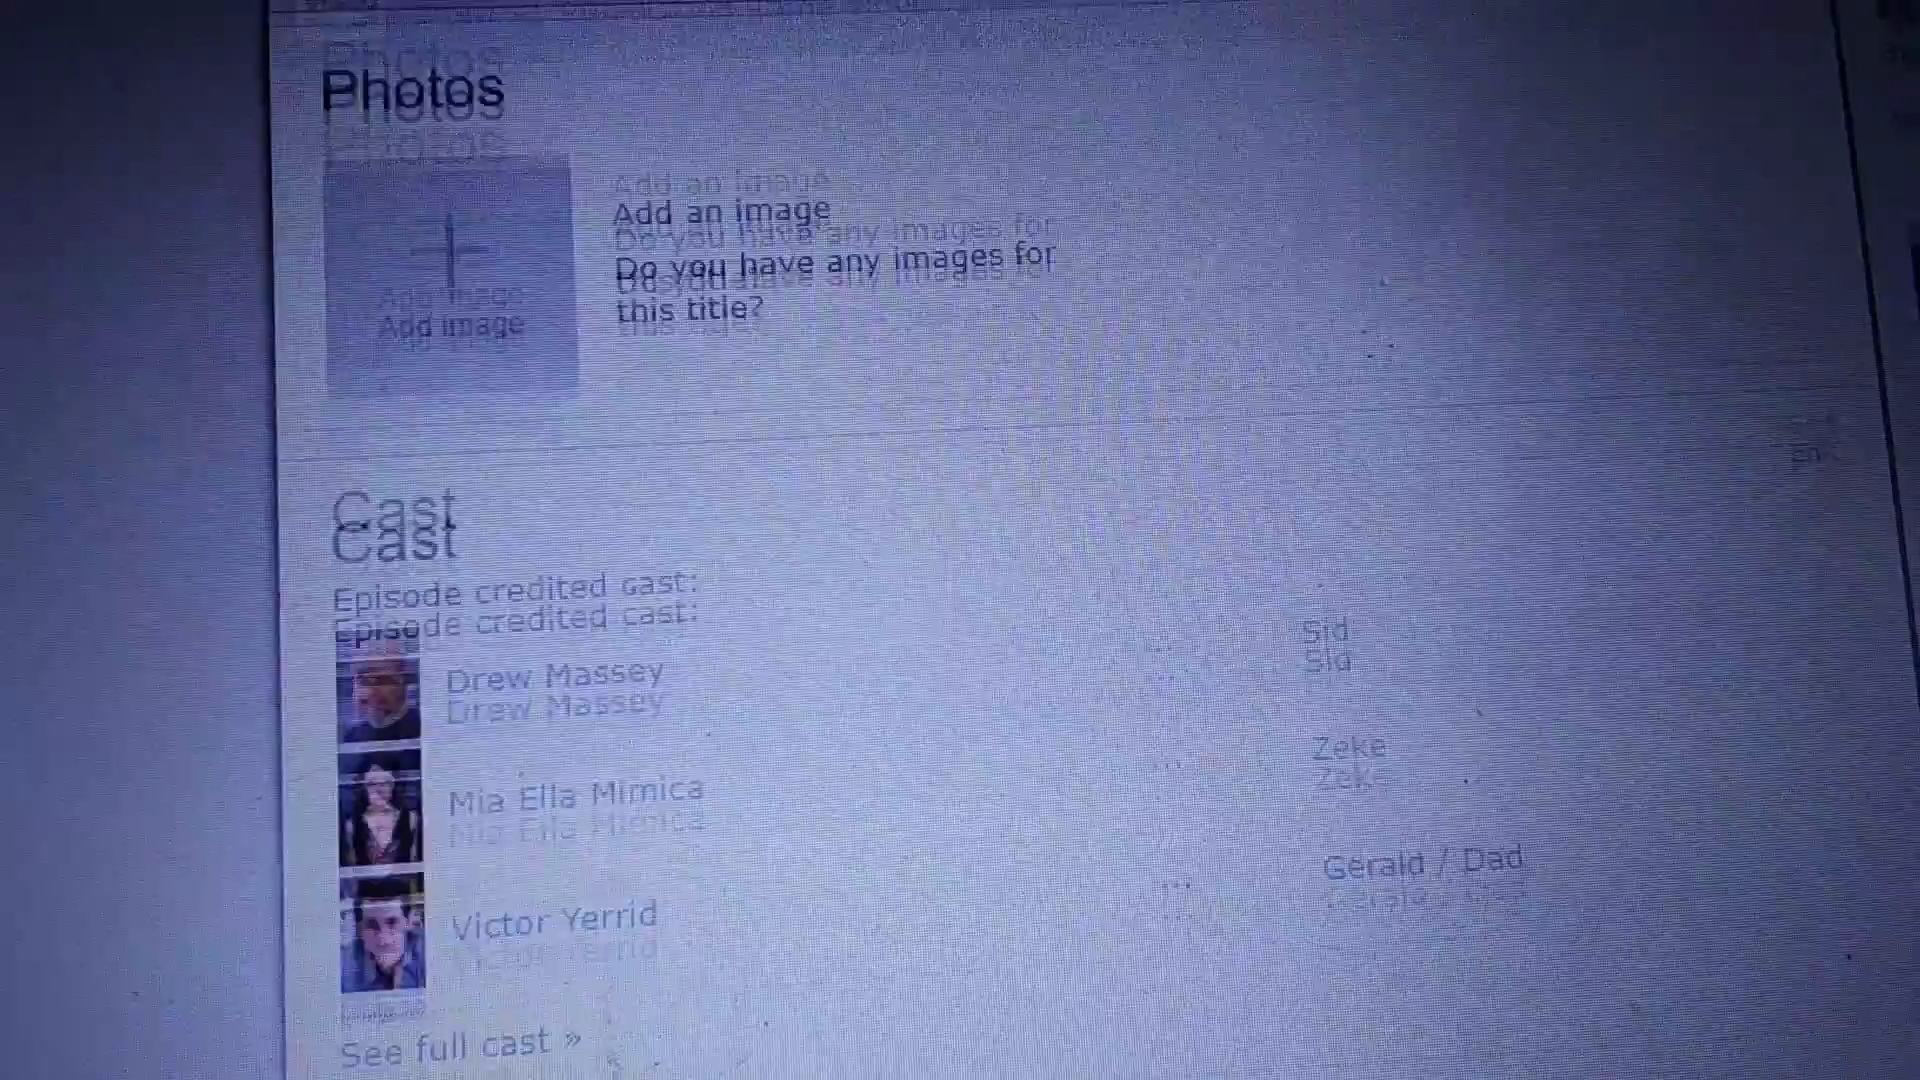 Photos
Add an image
Do you have any images for
this title?
Add image
Cast
Episode credited cast:
Drew Massey ... Sid
Mia Ella Mimica ... Zeke
Victor Yerrid ... Gerald / Dad
See full cast »